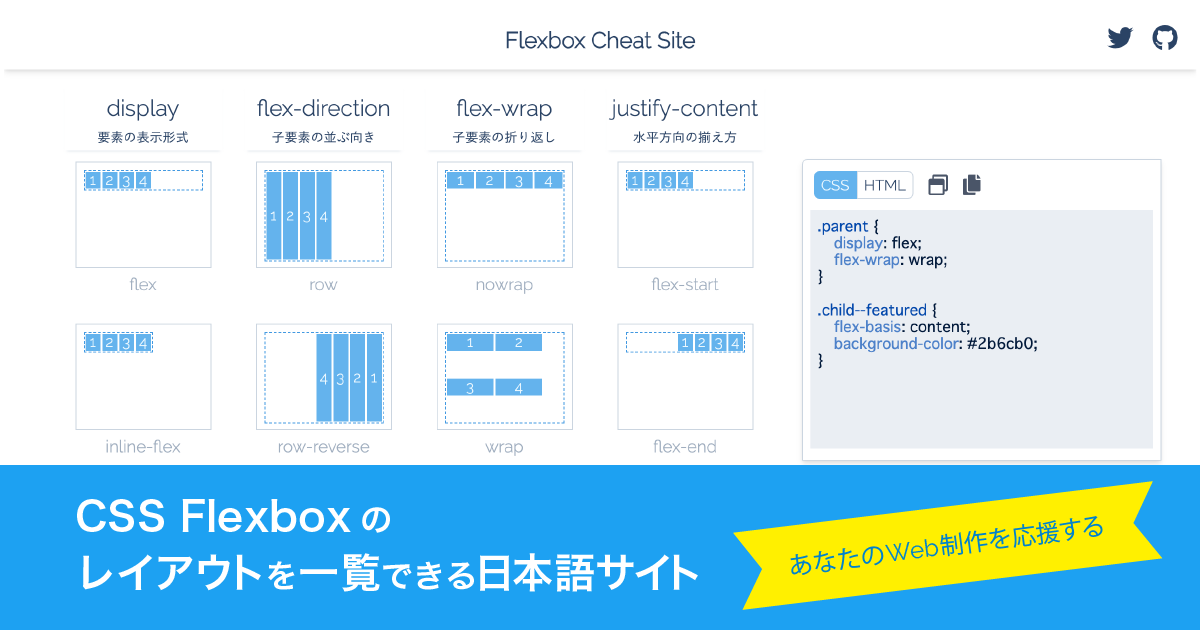 Flexbox Cheat Site
display
要素の表示形式
1 2 3 4
flex
1 2 3 4
inline-flex
flex-direction
子要素の並ぶ向き
1 2 3 4
row
4 3 2 1
row-reverse
flex-wrap
子要素の折り返し
1 2 3 4
nowrap
1 2
3 4
wrap
justify-content
水平方向の揃え方
1 2 3 4
flex-start
1 2 3 4
flex-end
CSS HTML
.parent {
display: flex;
flex-wrap: wrap;
}
.child--featured {
flex-basis: content;
background-color: #2b6cb0;
}
CSS Flexbox の
レイアウトを一覧できる日本語サイト
あなたのWeb制作を応援する